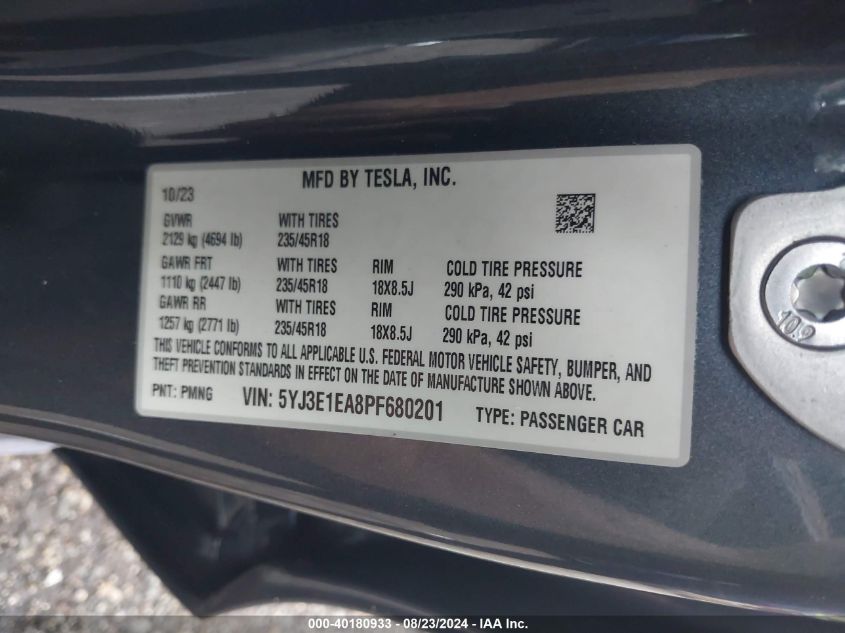 MFD BY TESLA, INC.
10/23
GVWR WITH TIRES
2129 kg (4694 lb) 235/45R18
GAWR FRT WITH TIRES RIM COLD TIRE PRESSURE
1110 kg (2447 lb) 235/45R18 18X8.5J 290 kPa, 42 psi
GAWR RR WITH TIRES RIM COLD TIRE PRESSURE
1257 kg (2771 lb) 235/45R18 18X8.5J 290 kPa, 42 psi
THIS VEHICLE CONFORMS TO ALL APPLICABLE U.S. FEDERAL MOTOR VEHICLE SAFETY, BUMPER, AND
THEFT PREVENTION STANDARDS IN EFFECT ON THE DATE OF MANUFACTURE SHOWN ABOVE.
PNT: PMNG VIN: 5YJ3E1EA8PF680201 TYPE: PASSENGER CAR
10.9
000-40180933 - 08/23/2024 - IAA Inc.